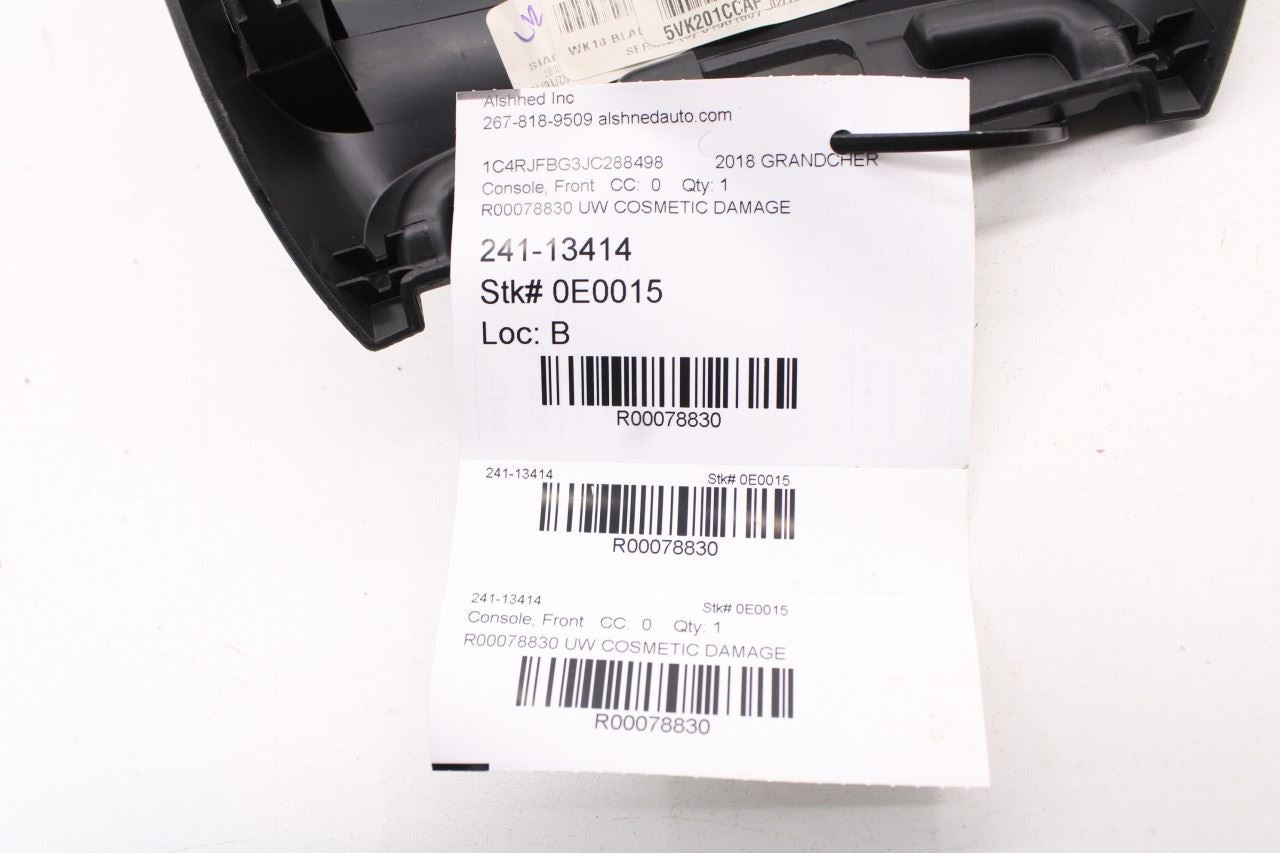 WK18 BLAC
5VK201CCAF
Alshned Inc
267-818-9509 alshnedauto.com
1C4RJFBG3JC288498 2018 GRANDCHER
Console, Front CC: 0 Qty: 1
R00078830 UW COSMETIC DAMAGE
241-13414
Stk# 0E0015
Loc: B
R00078830
241-13414 Stk# 0E0015
R00078830
241-13414 Stk# 0E0015
Console, Front CC: 0 Qty: 1
R00078830 UW COSMETIC DAMAGE
R00078830